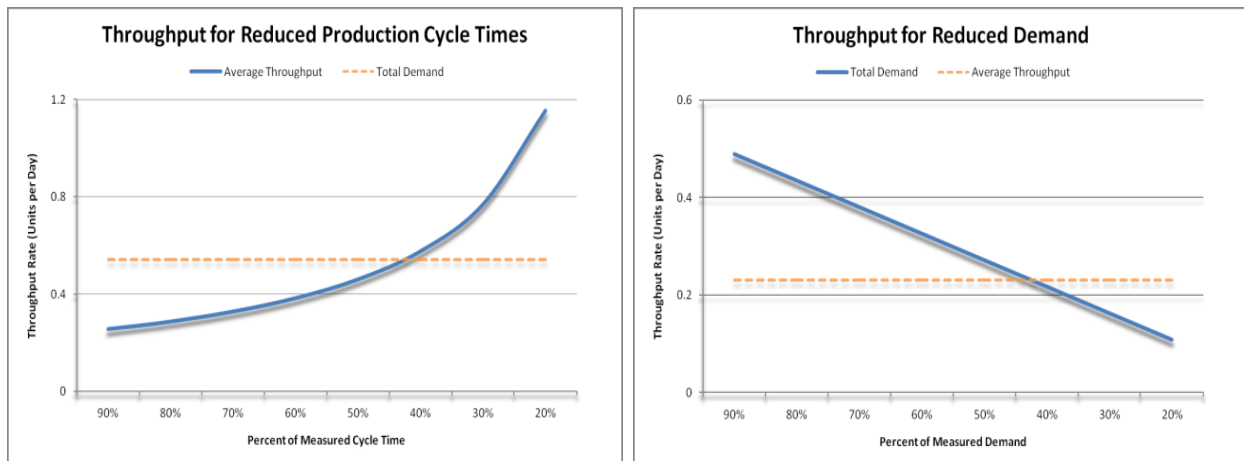 Throughput for Reduced Production Cycle Times
Average Throughput
Total Demand
Throughput Rate (Units per Day)
1.2
0.8
0.4
0
90% 80% 70% 60% 50% 40% 30% 20%
Percent of Measured Cycle Time
Throughput for Reduced Demand
Total Demand
Average Throughput
Throughput Rate (Units per Day)
0.6
0.4
0.2
0
90% 80% 70% 60% 50% 40% 30% 20%
Percent of Measured Demand